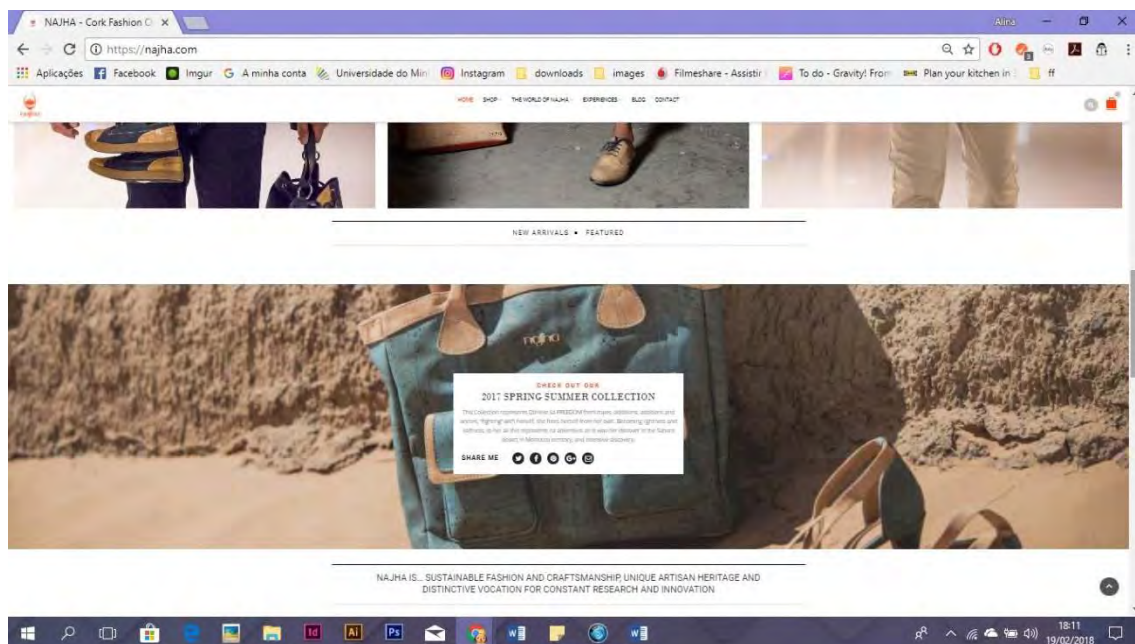 NAJHA - Cork Fashion
Alina
https://najha.com
Aplicações Facebook Imgur A minha conta Universidade do Min Instagram downloads images Filmeshare - Assistir To do - Gravity! From Plan your kitchen in ff
HOME SHOP THE WORLD OF NAJHA EXPERIENCES BLOG CONTACT
NEW ARRIVALS • FEATURED
najha
CHECK OUT OUR
2017 SPRING SUMMER COLLECTION
SHARE ME
NAJHA IS... SUSTAINABLE FASHION AND CRAFTSMANSHIP, UNIQUE ARTISAN HERITAGE AND
DISTINCTIVE VOCATION FOR CONSTANT RESEARCH AND INNOVATION
18:11
19/02/2018